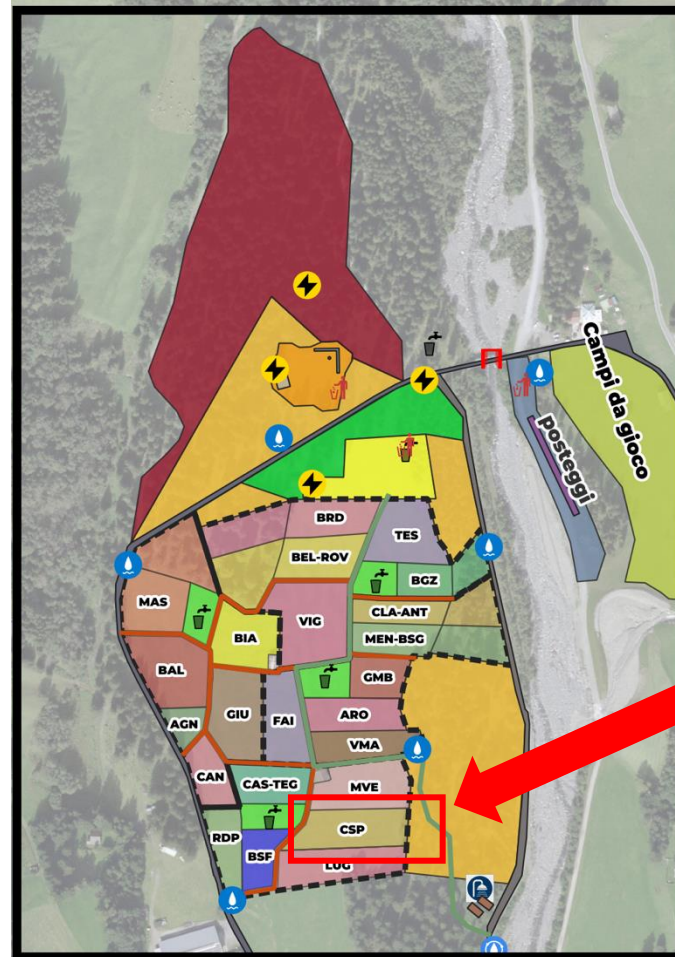 Campi da gioco
posteggi
BRD
TES
BEL-ROV
BGZ
MAS
CLA-ANT
VIG
BIA
MEN-BSG
BAL
GMB
GIU
ARO
AGN
FAI
VMA
CAN
CAS-TEG
MVE
CSP
RDP
BSF
LUG